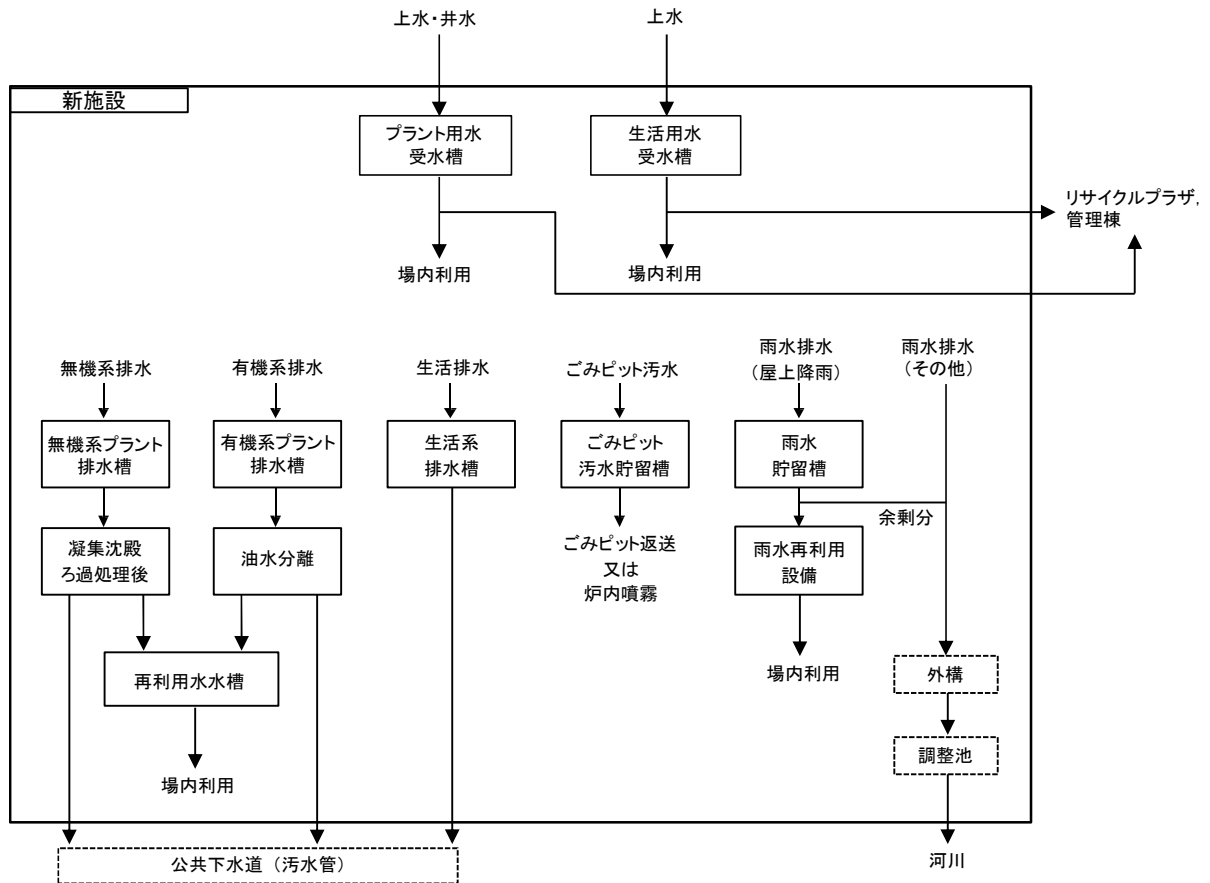 上水・井水
上水
新施設
プラント用水
受水槽
生活用水
受水槽
リサイクルプラザ,
管理棟
場内利用
場内利用
無機系排水
有機系排水
生活排水
ごみピット汚水
雨水排水
（屋上降雨）
雨水排水
（その他）
無機系プラント
排水槽
有機系プラント
排水槽
生活系
排水槽
ごみピット
汚水貯留槽
雨水
貯留槽
余剰分
凝集沈殿
ろ過処理後
油水分離
ごみピット返送
又は
炉内噴霧
雨水再利用
設備
再利用水水槽
場内利用
外構
調整池
場内利用
公共下水道（汚水管）
河川